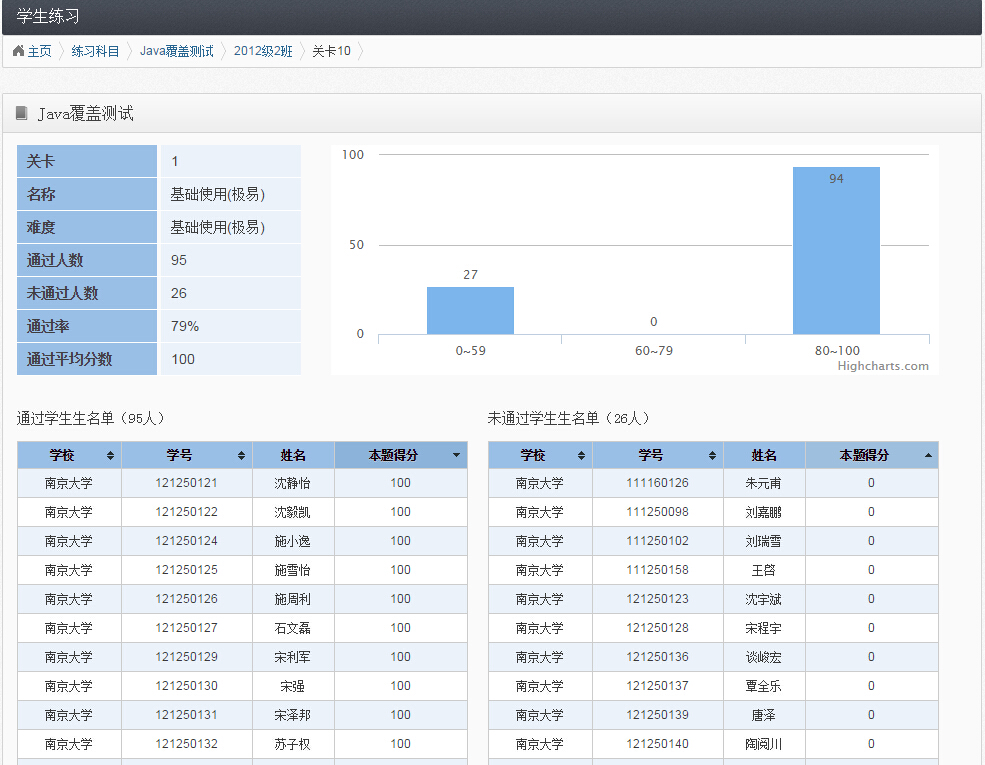 学生练习
主页 练习科目 Java覆盖测试 2012级2班 关卡10
Java覆盖测试
关卡 1
名称 基础使用(极易)
难度 基础使用(极易)
通过人数 95
未通过人数 26
通过率 79%
通过平均分数 100
100
50
0
27
0
94
0~59 60~79 80~100
Highcharts.com
通过学生生名单（95人）
学校 学号 姓名 本题得分
南京大学 121250121 沈静怡 100
南京大学 121250122 沈毅凯 100
南京大学 121250124 施小逸 100
南京大学 121250125 施雪怡 100
南京大学 121250126 施周利 100
南京大学 121250127 石文磊 100
南京大学 121250129 宋利军 100
南京大学 121250130 宋强 100
南京大学 121250131 宋泽邦 100
南京大学 121250132 苏子权 100
未通过学生生名单（26人）
学校 学号 姓名 本题得分
南京大学 111160126 朱元甫 0
南京大学 111250098 刘嘉鹏 0
南京大学 111250102 刘瑞雪 0
南京大学 111250158 王啓 0
南京大学 121250123 沈宇斌 0
南京大学 121250128 宋程宇 0
南京大学 121250136 谈峻宏 0
南京大学 121250137 覃全乐 0
南京大学 121250139 唐泽 0
南京大学 121250140 陶阅川 0